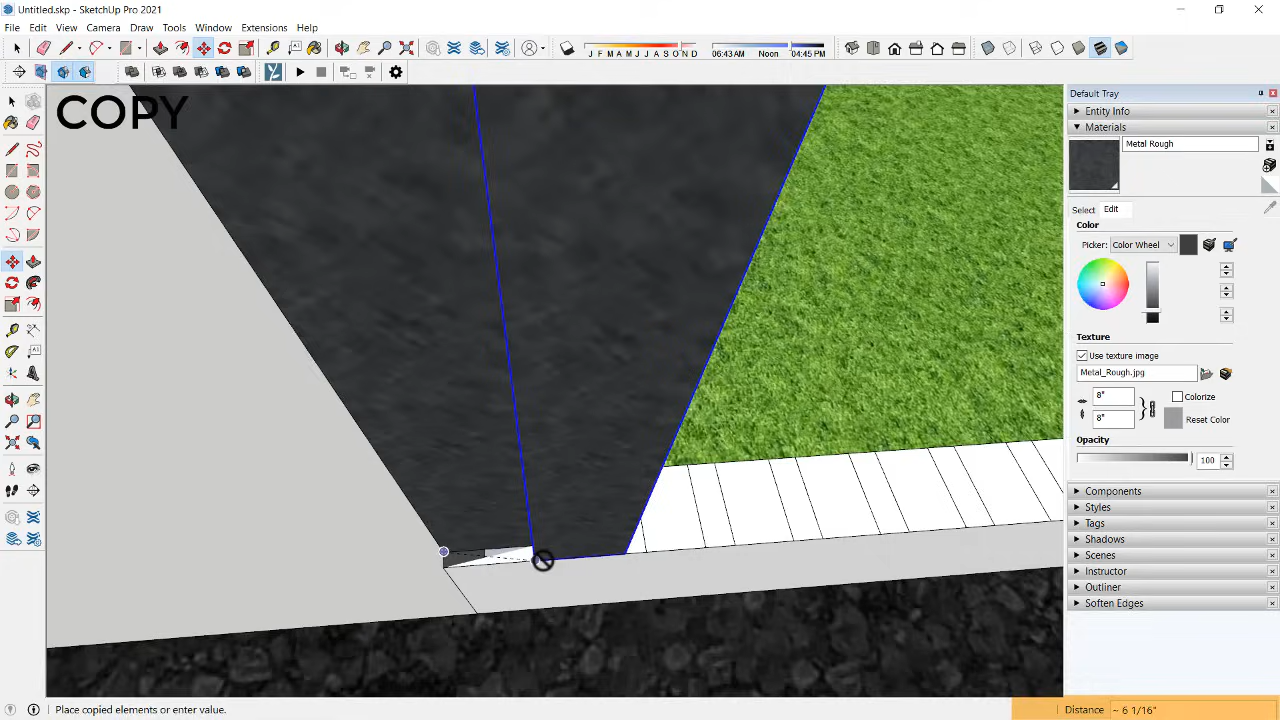 Untitled.skp - SketchUp Pro 2021
File Edit View Camera Draw Tools Window Extensions Help
J F M A M J J A S O N D
06:43 AM Noon 04:45 PM
COPY
Default Tray
Entity Info
Materials
Metal Rough
Select Edit
Color
Picker: Color Wheel
Texture
Use texture image
Metal_Rough.jpg
8"
Colorize
8"
Reset Color
Opacity
100
Components
Styles
Tags
Shadows
Scenes
Instructor
Outliner
Soften Edges
Place copied elements or enter value.
Distance ~ 6 1/16"